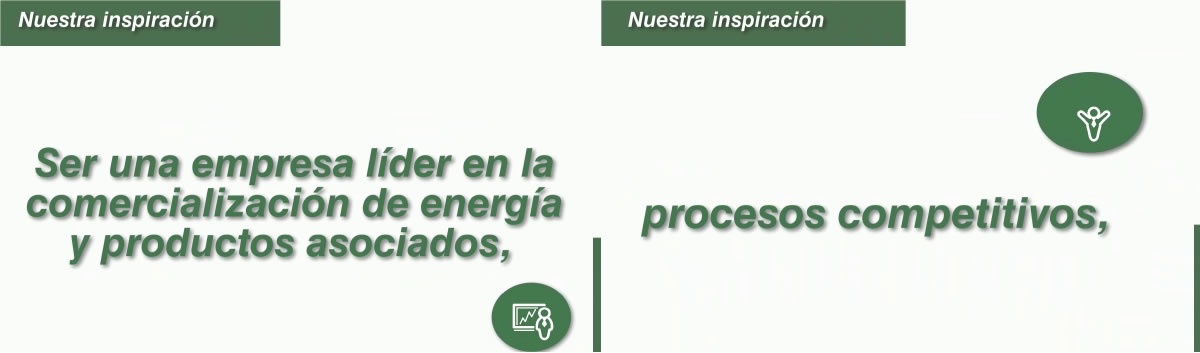 Nuestra inspiración
Ser una empresa líder en la
comercialización de energía
y productos asociados,
Nuestra inspiración
procesos competitivos,